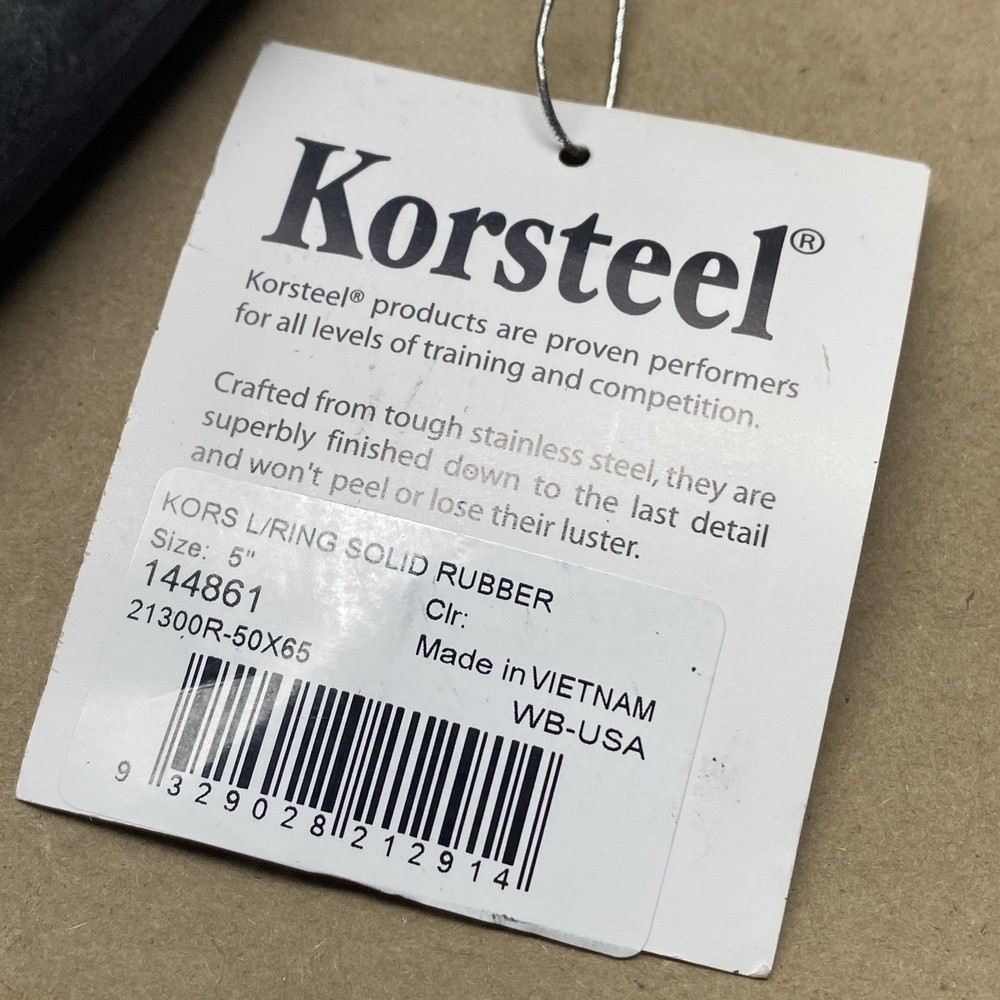 Korsteel®
Korsteel® products are proven performers
for all levels of training and competition.
Crafted from tough stainless steel, they are
superbly finished down to the last detail
and won't peel or lose their luster.
KORS L/RING SOLID RUBBER
Size: 5"
Clr:
144861
Made in VIETNAM
21300R-50X65
WB-USA
9 329028 212914